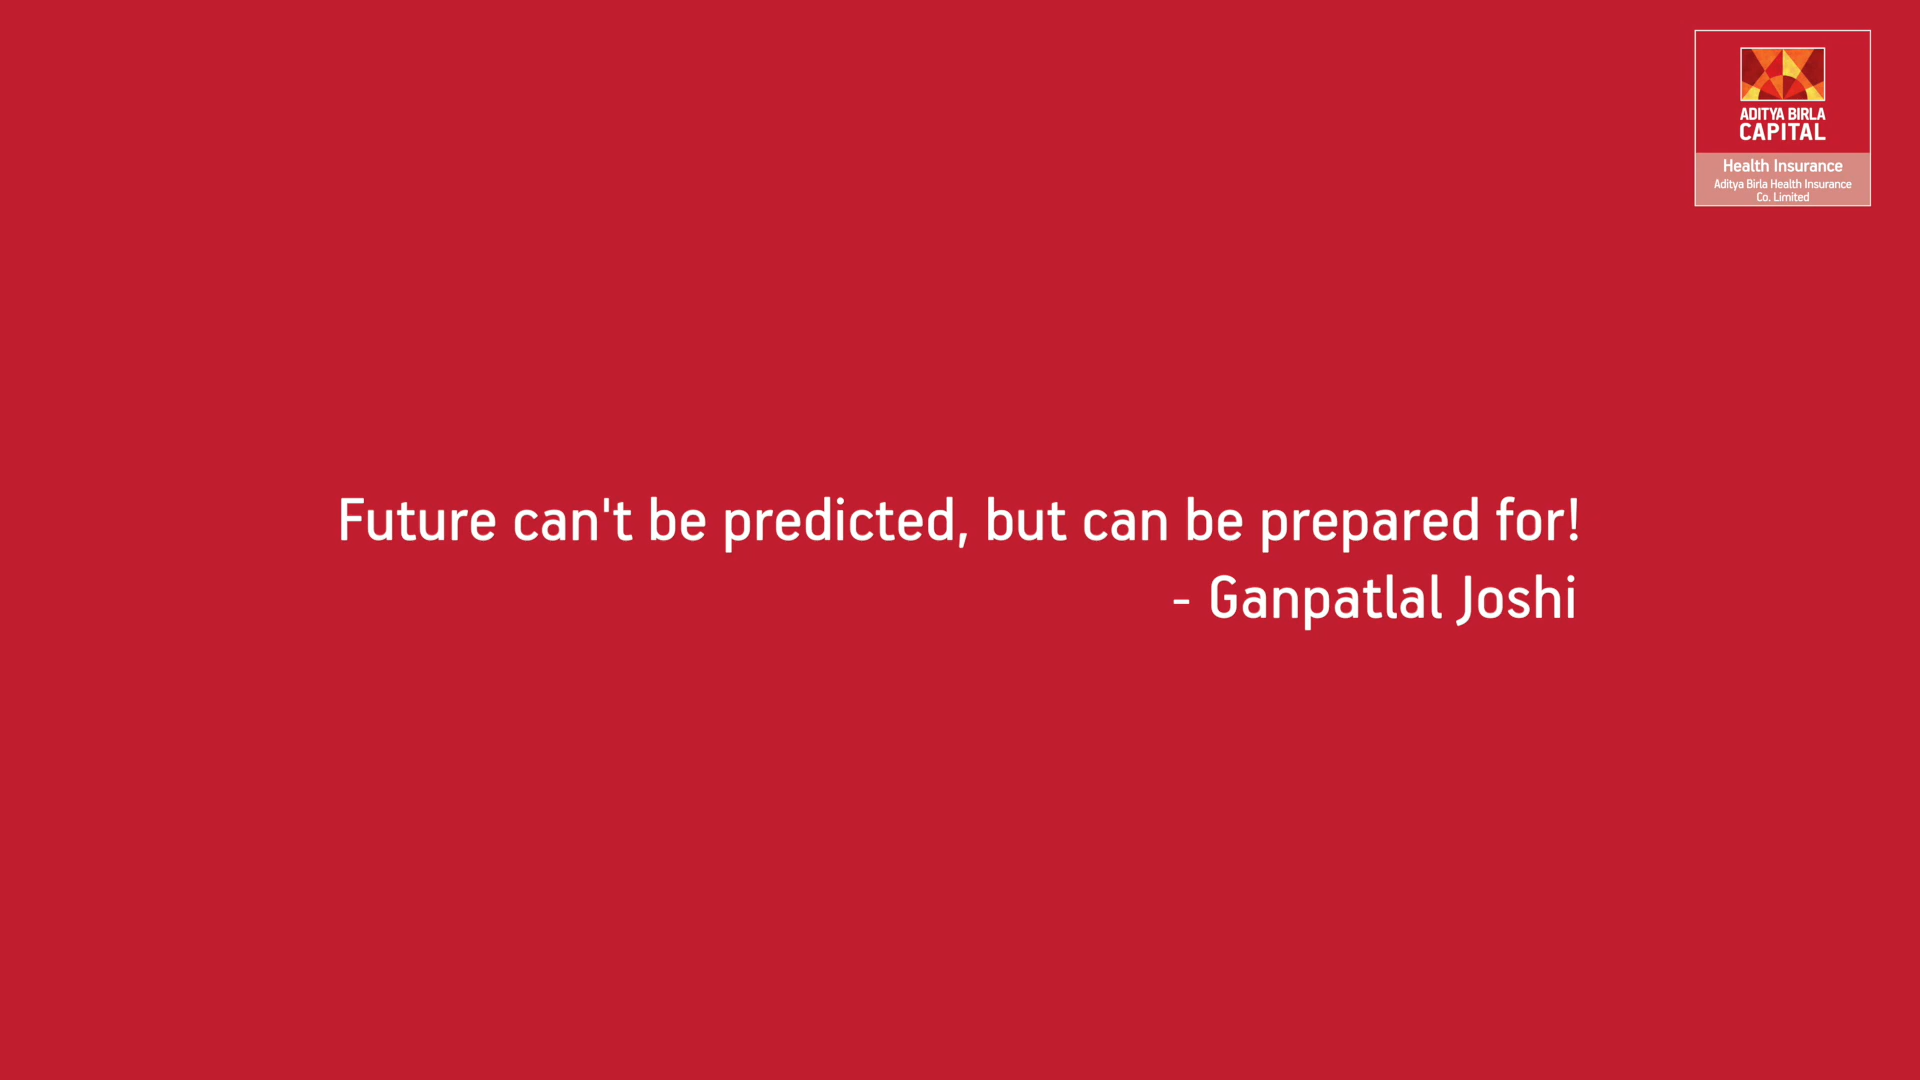 ADITYA BIRLA
CAPITAL
Health Insurance
Aditya Birla Health Insurance
Co. Limited
Future can't be predicted, but can be prepared for!
- Ganpatlal Joshi